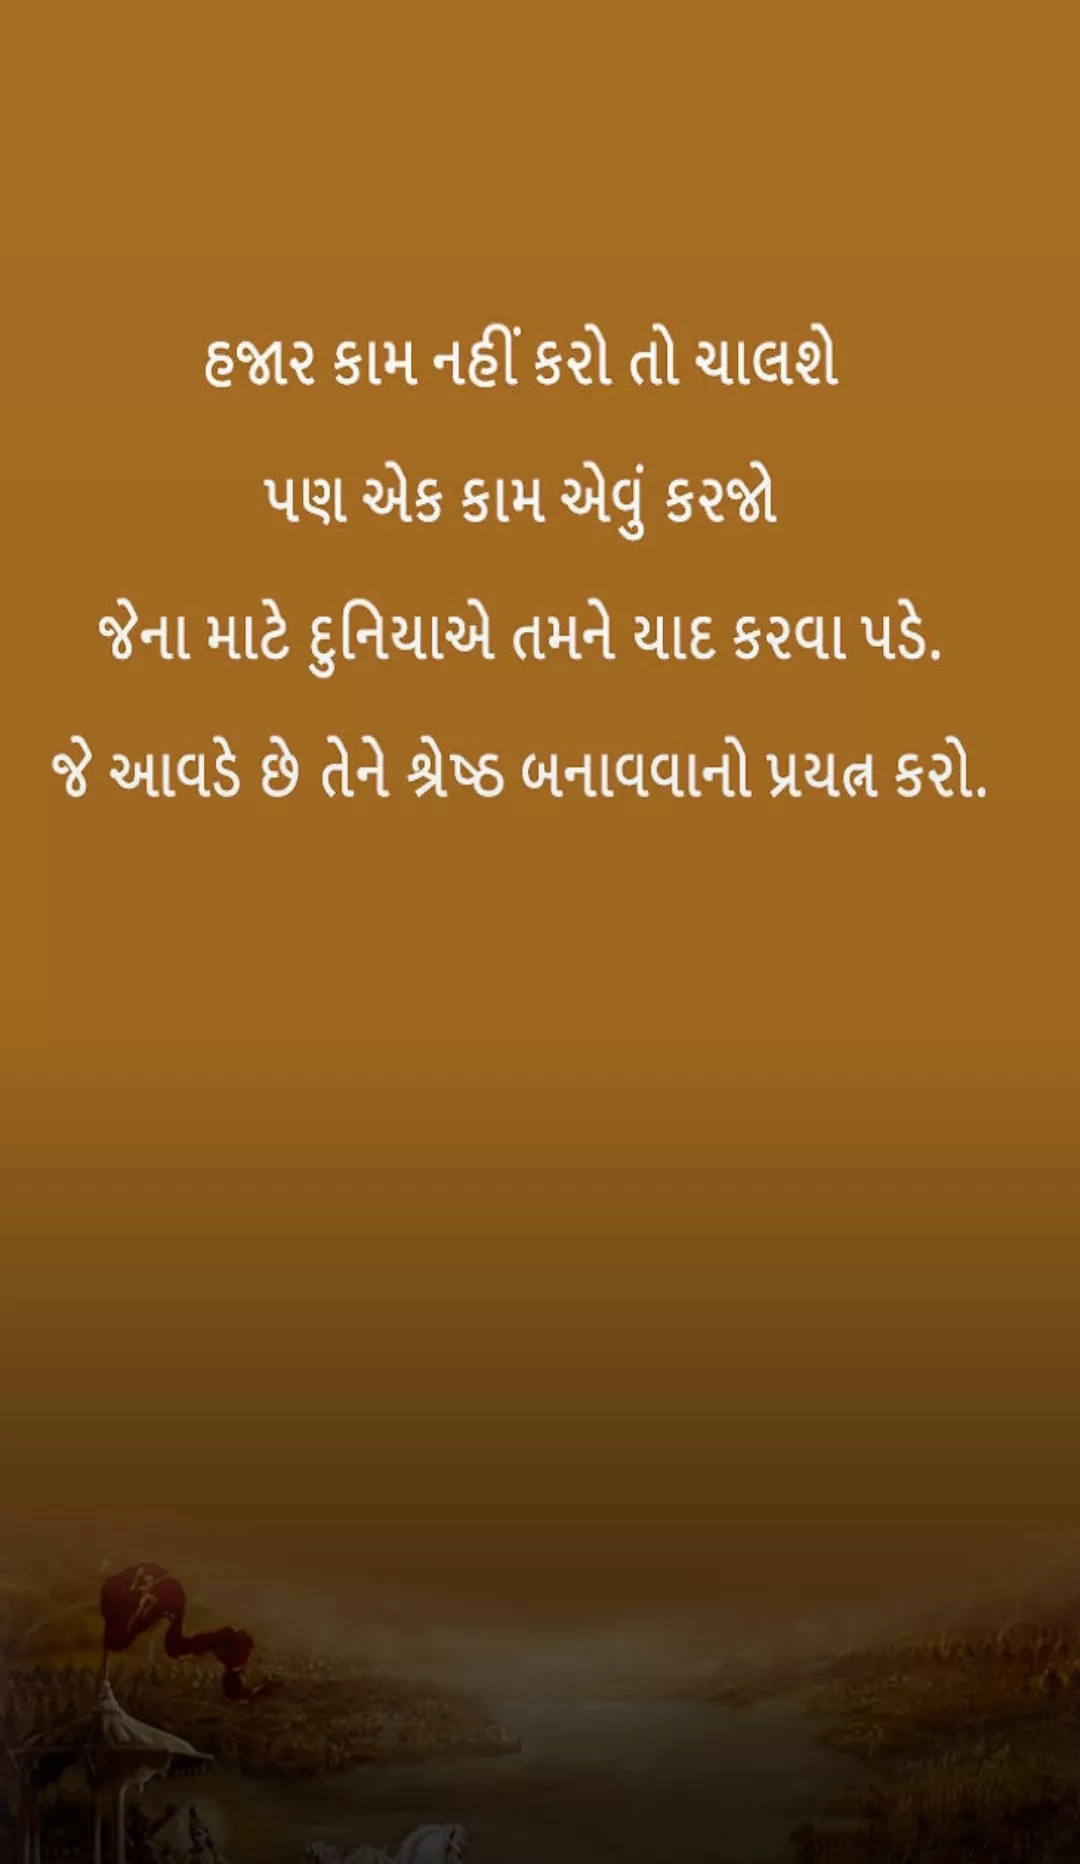 હજાર કામ નહીં કરો તો ચાલશે
પણ એક કામ એવું કરજો
જેના માટે દુનિયાએ તમને યાદ કરવા પડે.
જે આવડે છે તેને શ્રેષ્ઠ બનાવવાનો પ્રયત્ન કરો.